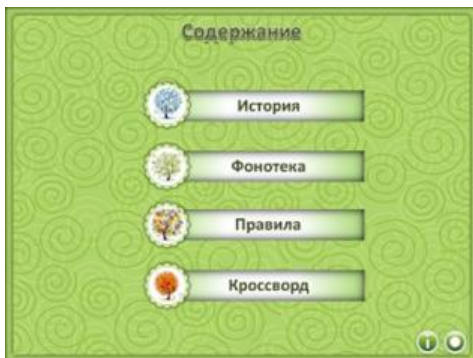 Содержание
История
Фонотека
Правила
Кроссворд